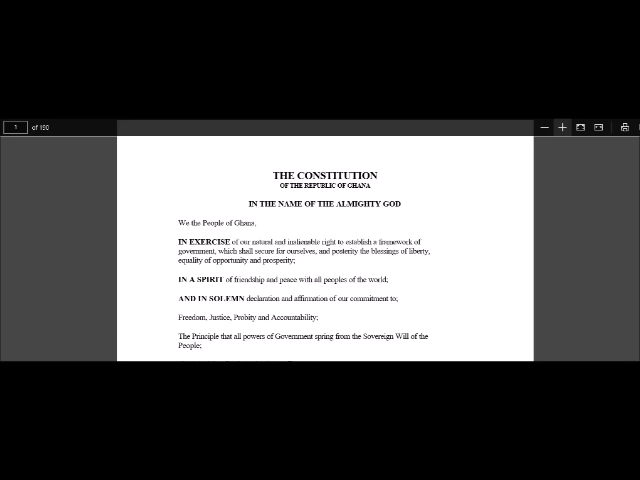 1 of 190
THE CONSTITUTION
OF THE REPUBLIC OF GHANA
IN THE NAME OF THE ALMIGHTY GOD
We the People of Ghana,
IN EXERCISE of our natural and inalienable right to establish a framework of
government, which shall secure for ourselves, and posterity the blessings of liberty,
equality of opportunity and prosperity;
IN A SPIRIT of friendship and peace with all peoples of the world;
AND IN SOLEMN declaration and affirmation of our commitment to;
Freedom, Justice, Probity and Accountability;
The Principle that all powers of Government spring from the Sovereign Will of the
People;